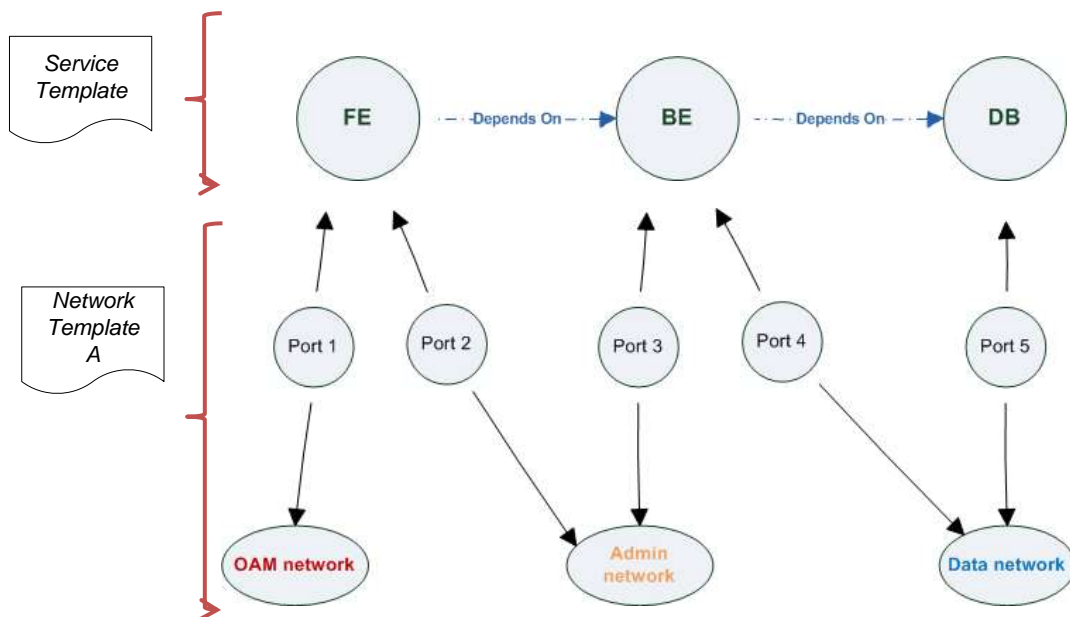 Service
Template
FE
Depends On
BE
Depends On
DB
Network
Template
A
Port 1
Port 2
Port 3
Port 4
Port 5
OAM network
Admin
network
Data network